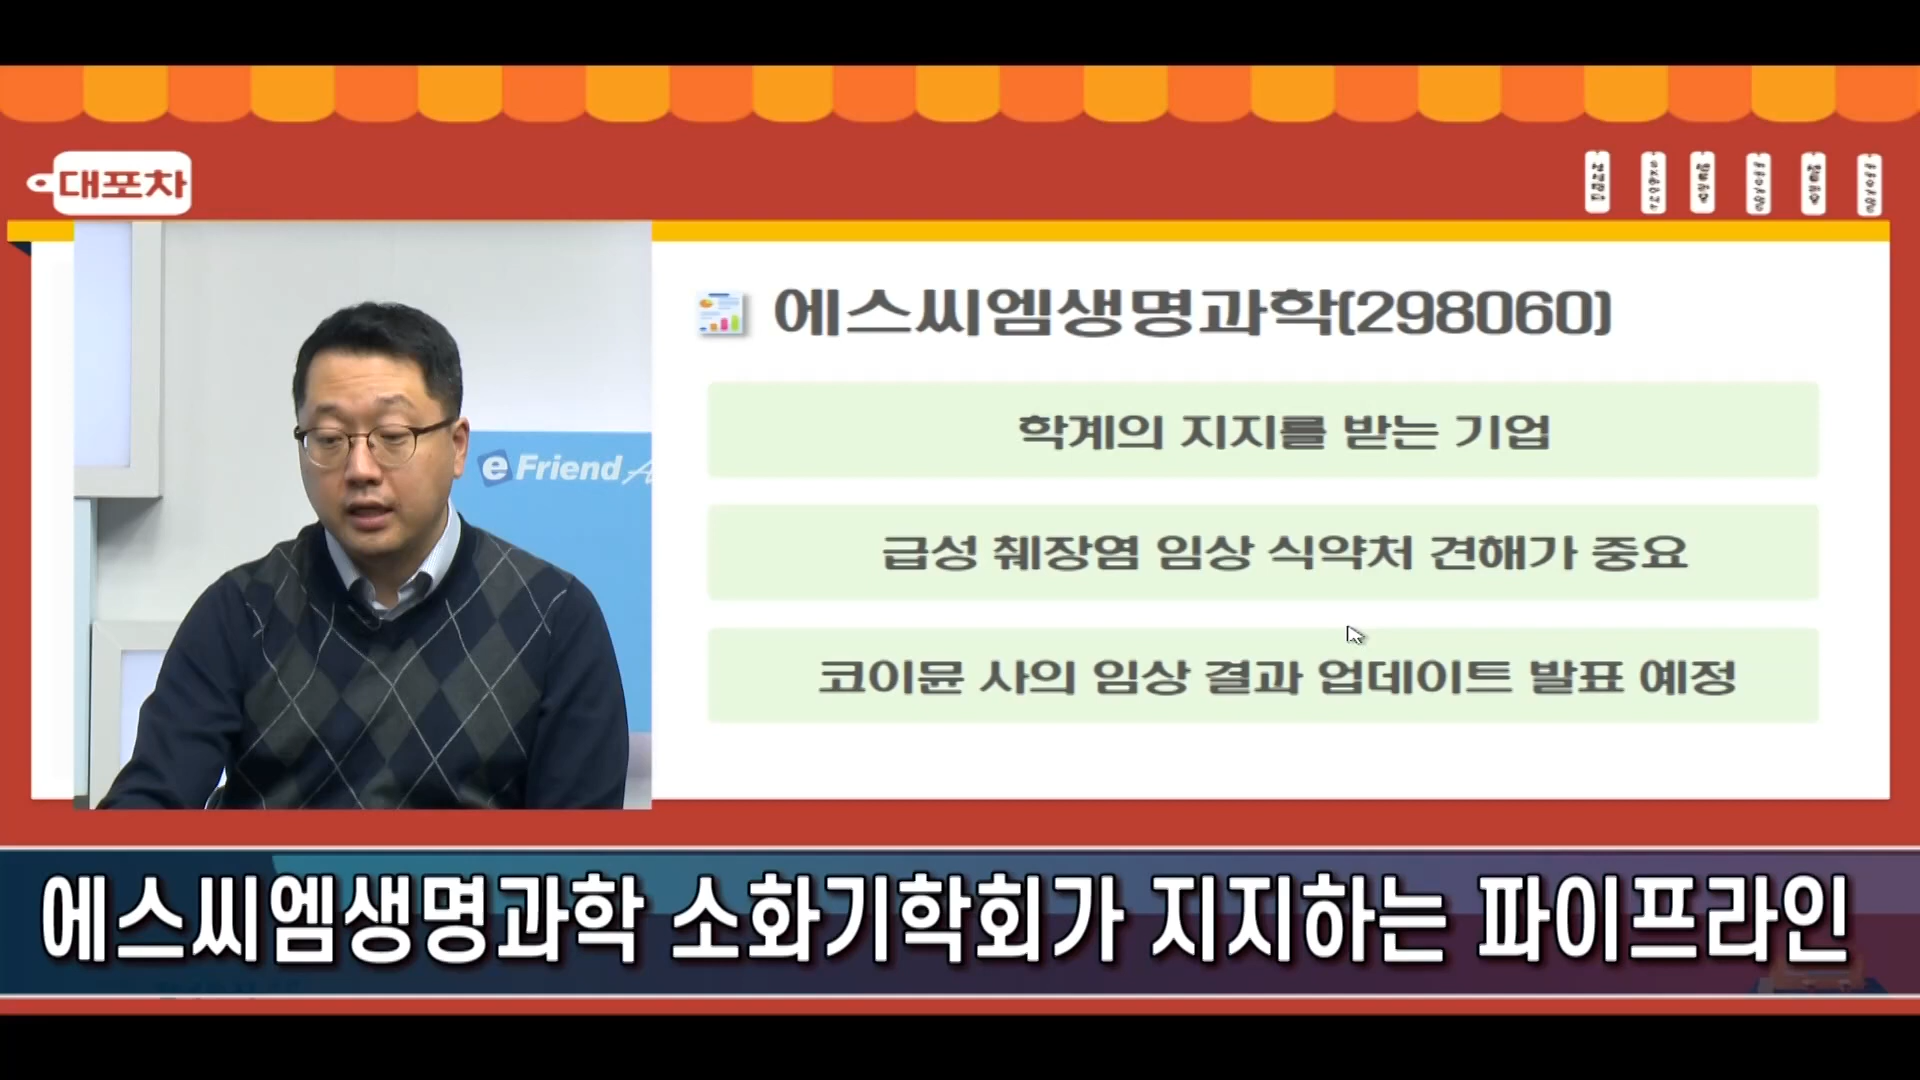 대포차
에스씨엠생명과학(298060)
학계의 지지를 받는 기업
e Friend
급성 췌장염 임상 식약처 견해가 중요
코이뮨 사의 임상 결과 업데이트 발표 예정
에스씨엠생명과학 소화기학회가 지지하는 파이프라인